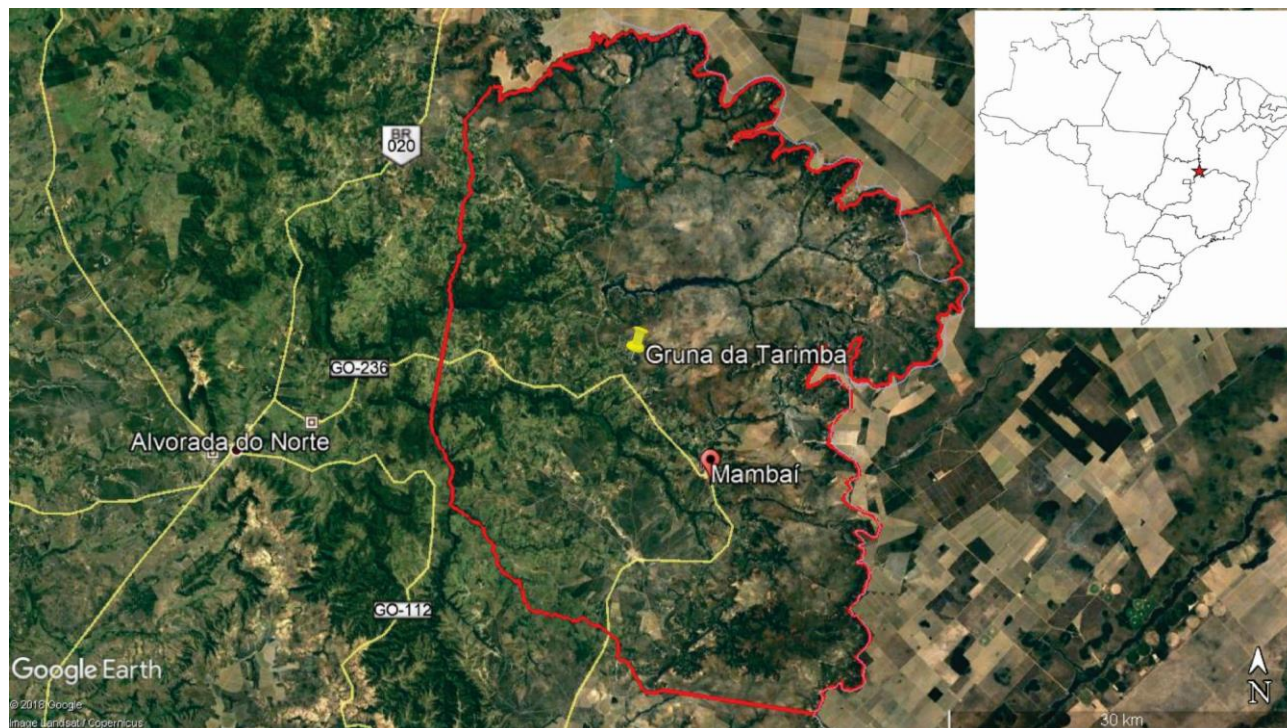 BR
020
Gruna da Tarimba
GO-236
Alvorada do Norte
Mambaí
GO-112
Google Earth
N
© 2018 Google
Image Landsat / Copernicus
30 km